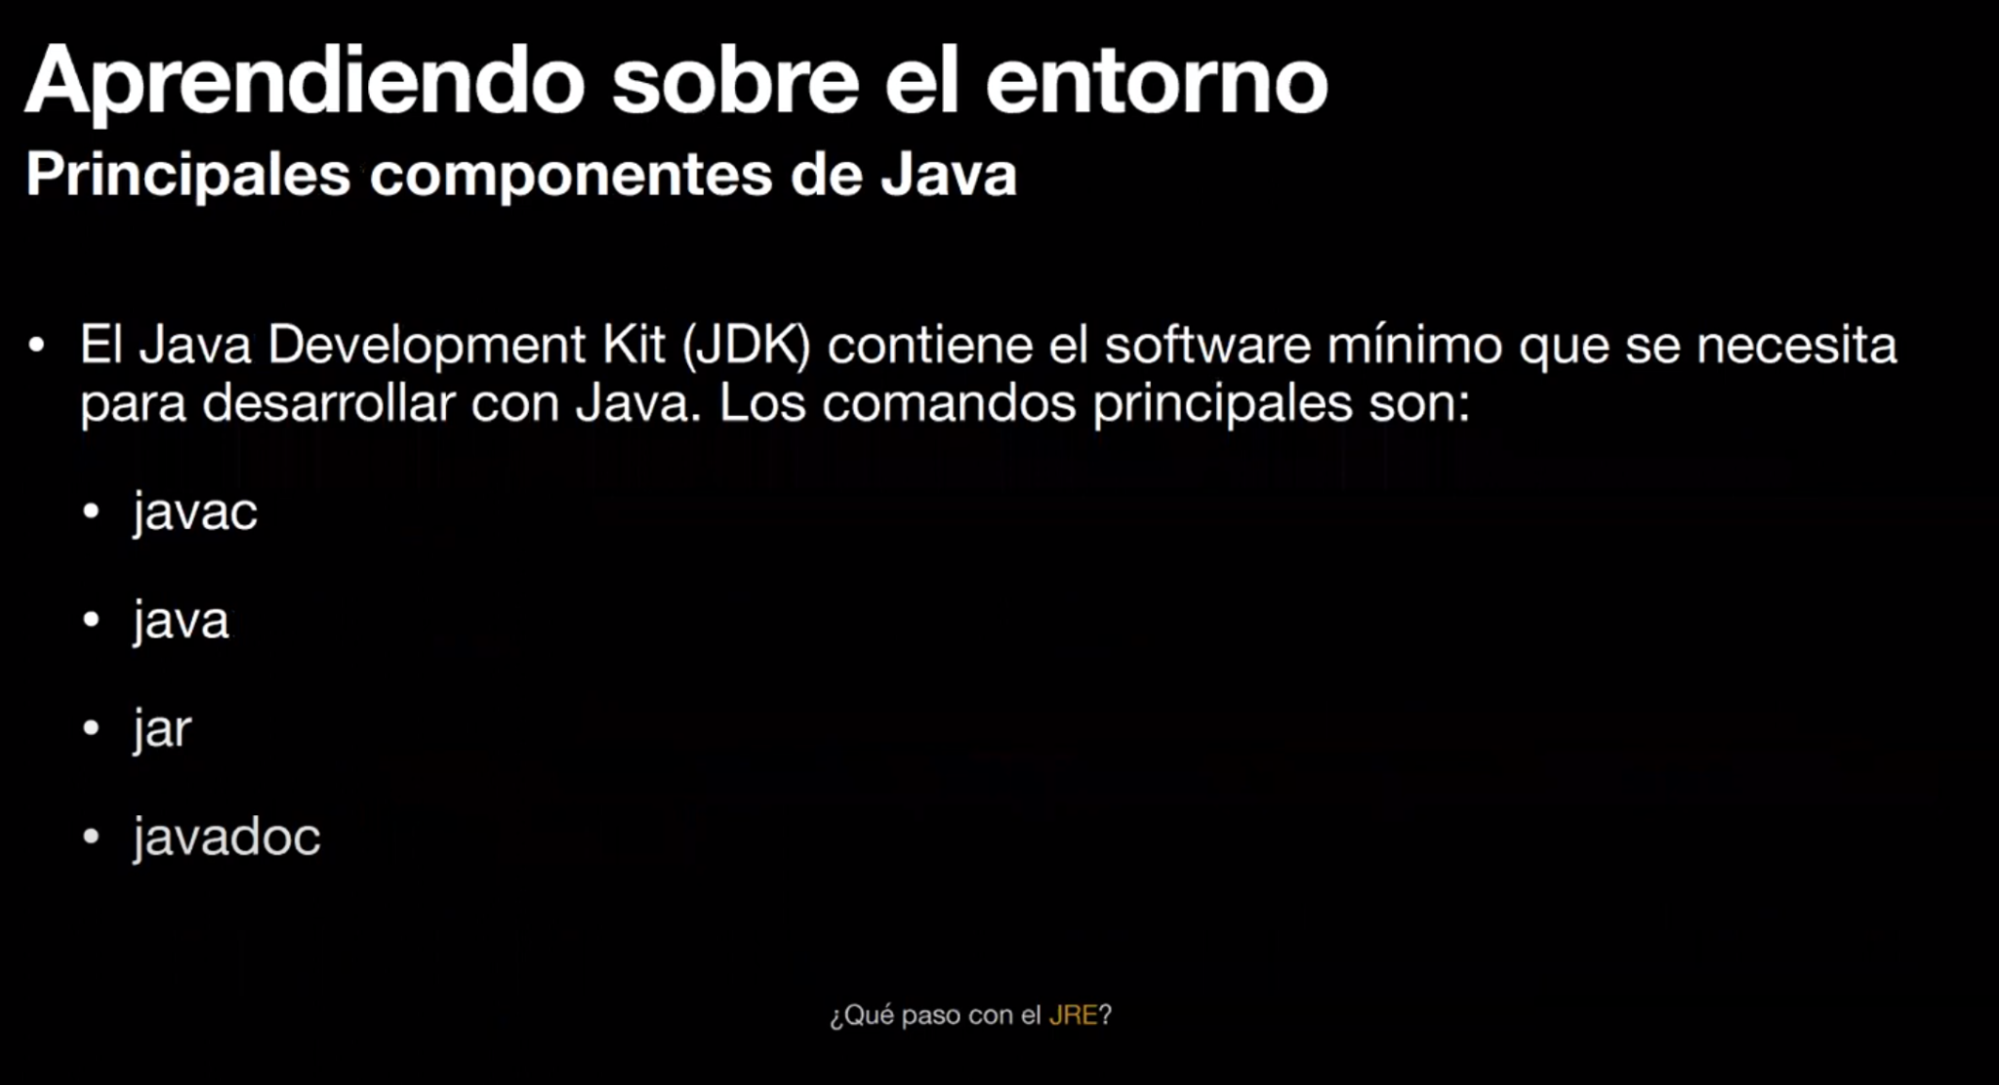 Aprendiendo sobre el entorno
Principales componentes de Java
• El Java Development Kit (JDK) contiene el software mínimo que se necesita
para desarrollar con Java. Los comandos principales son:
• javac
• java
• jar
• javadoc
¿Qué paso con el JRE?